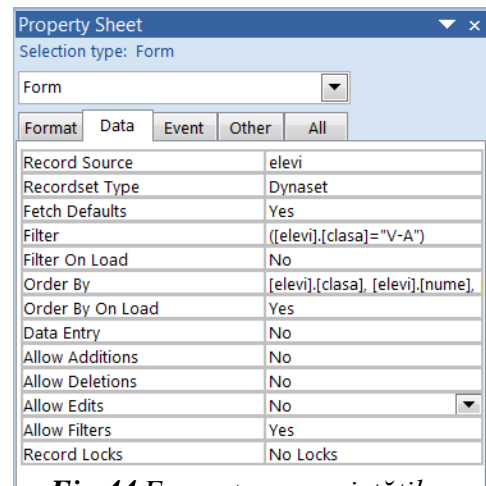 Property Sheet
Selection type: Form
Form
Format Data Event Other All
Record Source elevi
Recordset Type Dynaset
Fetch Defaults Yes
Filter ([elevi].[clasa]="V-A")
Filter On Load No
Order By [elevi].[clasa], [elevi].[nume],
Order By On Load Yes
Data Entry No
Allow Additions No
Allow Deletions No
Allow Edits No
Allow Filters Yes
Record Locks No Locks
Fig 44